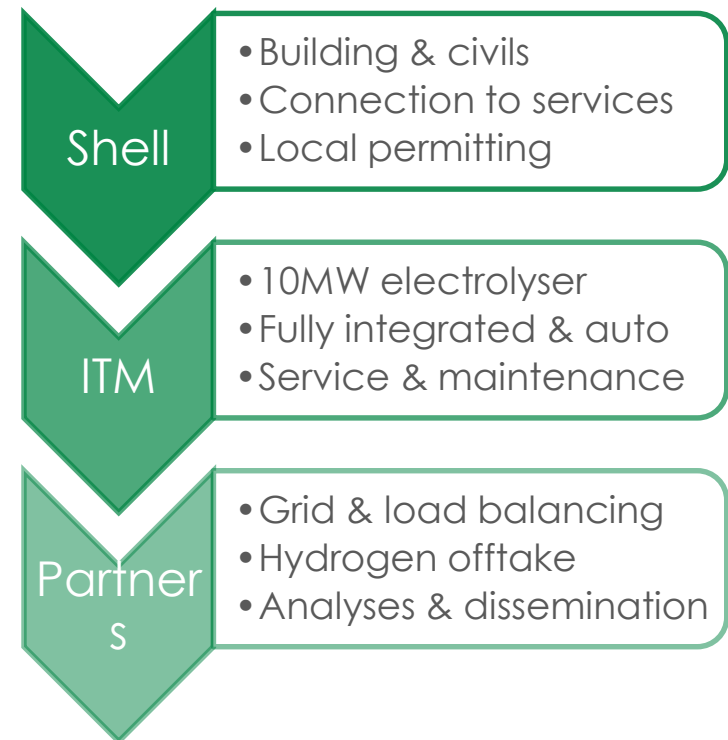 Shell
•Building & civils
•Connection to services
•Local permitting
ITM
•10MW electrolyser
•Fully integrated & auto
•Service & maintenance
Partner
s
•Grid & load balancing
•Hydrogen offtake
•Analyses & dissemination